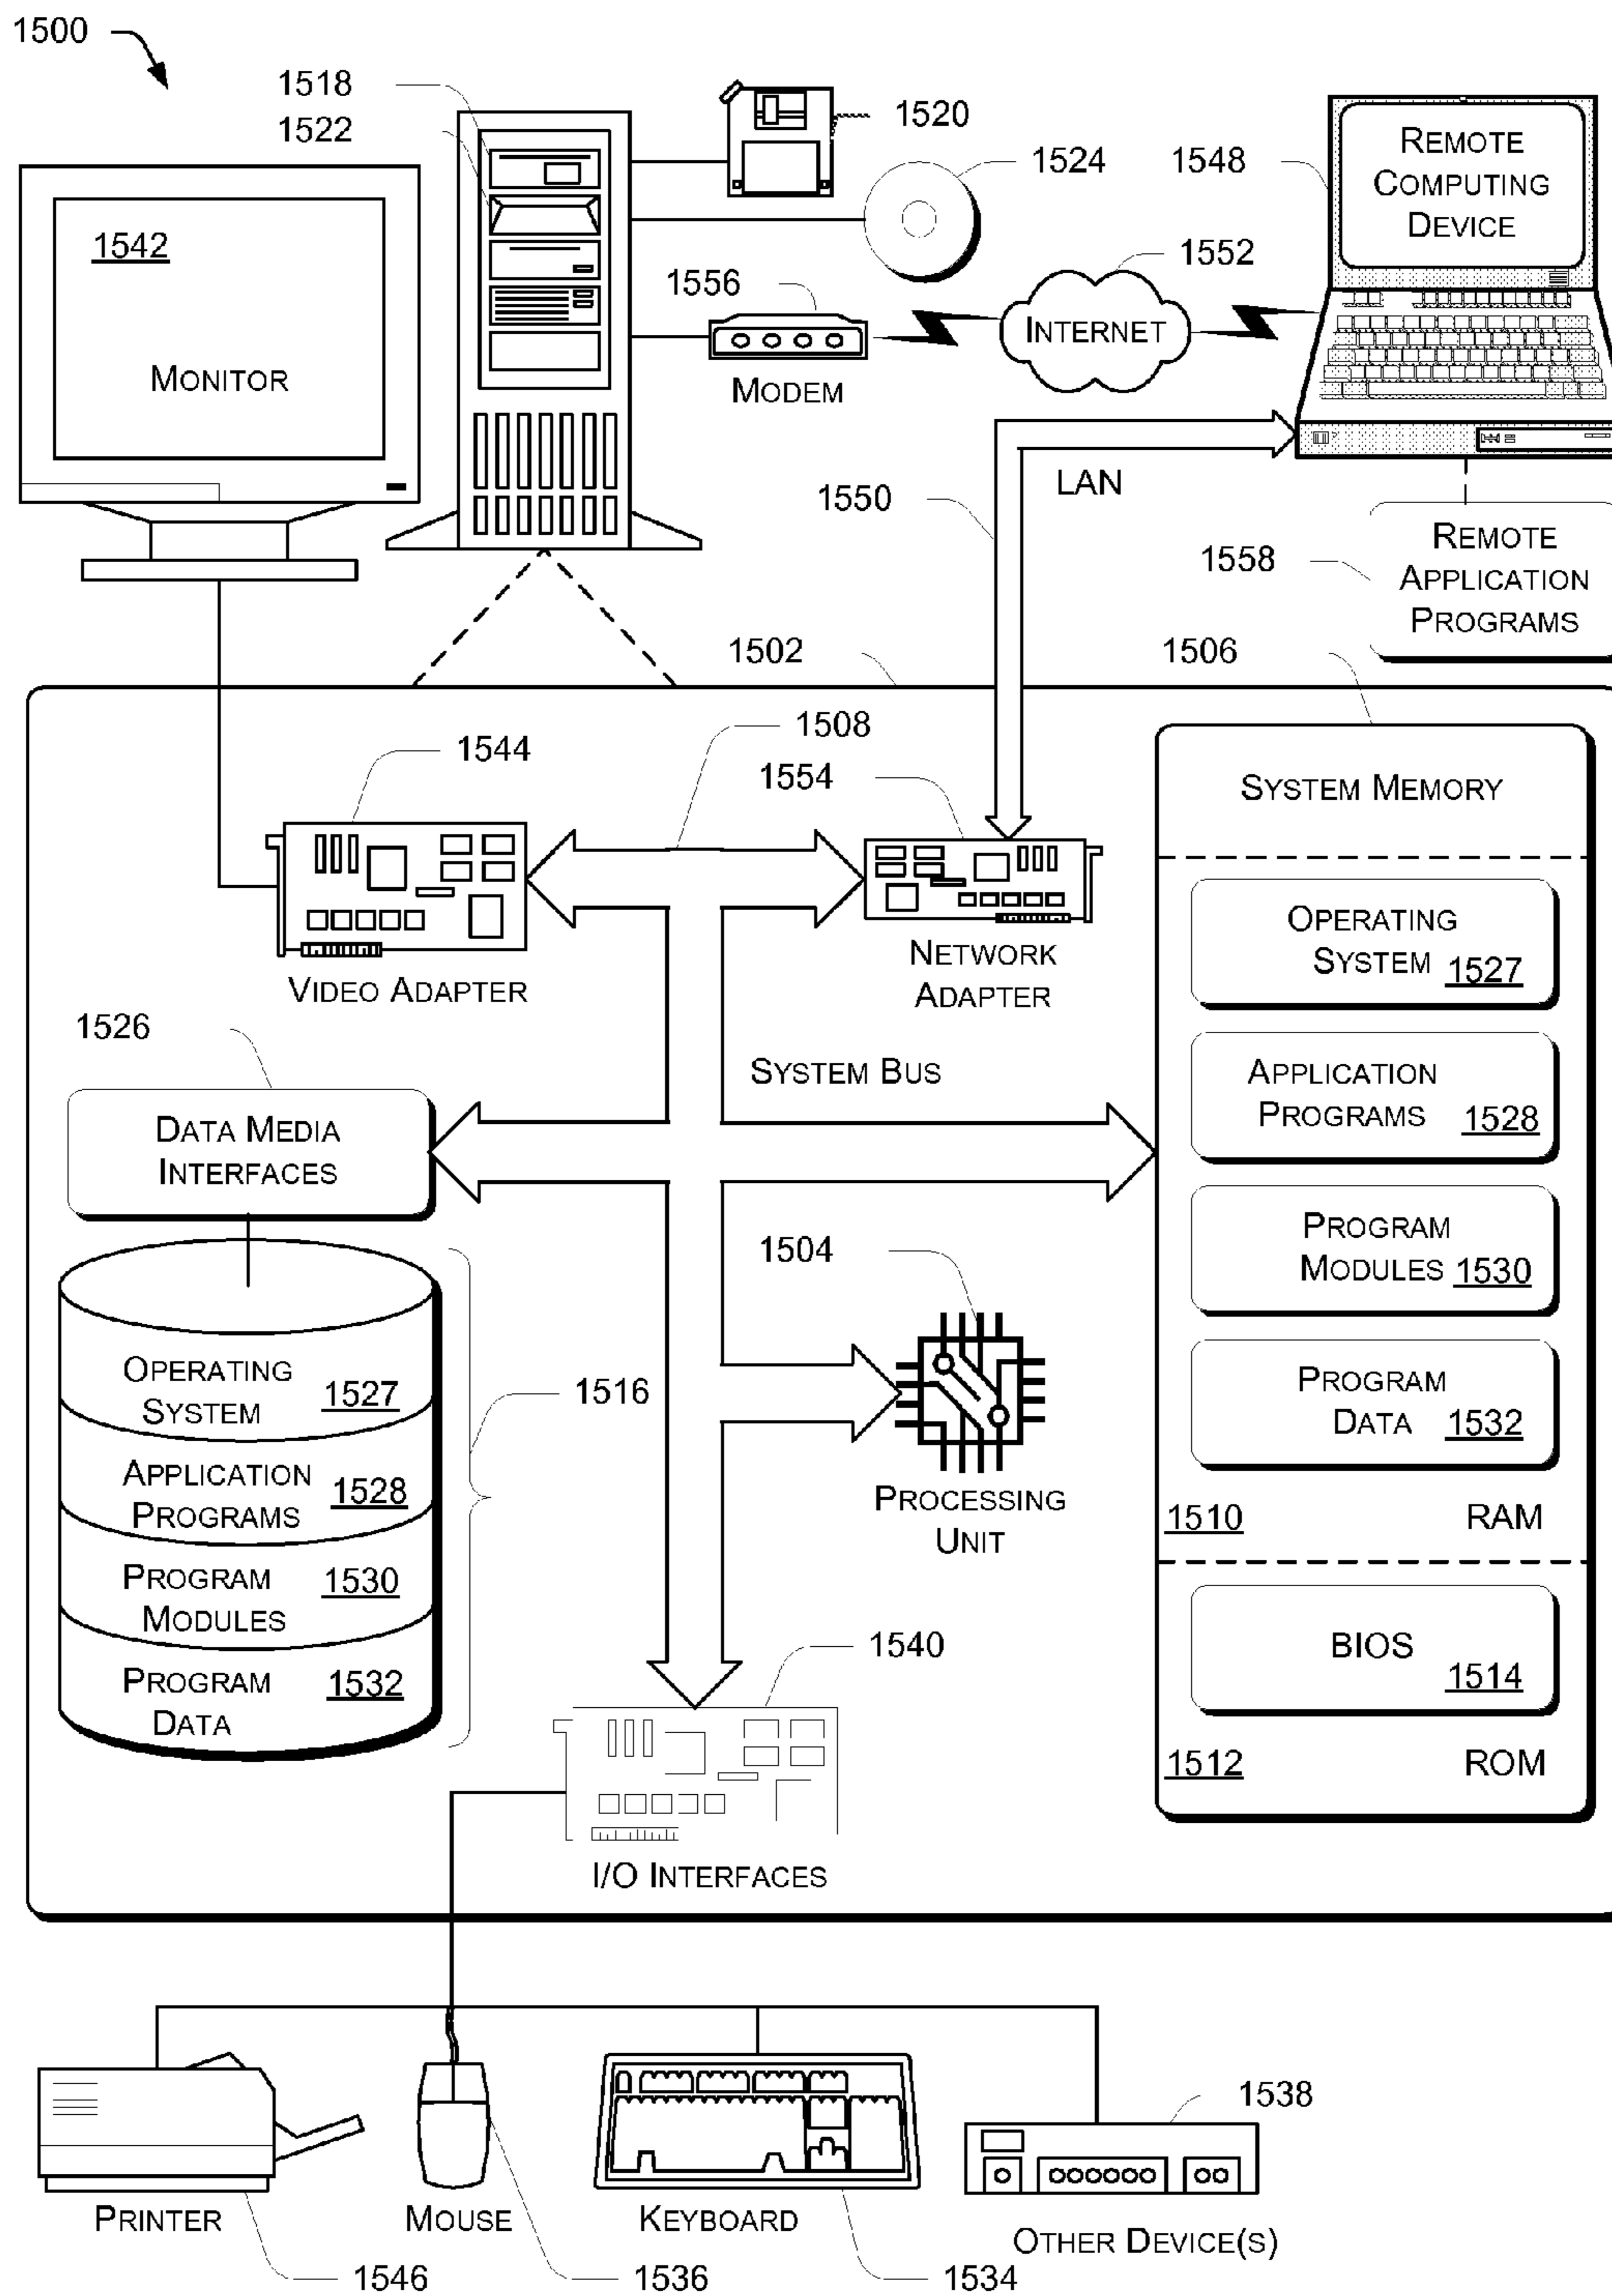 1500
1518
1522
1520
1524
1548
REMOTE
COMPUTING
DEVICE
1542
MONITOR
1556
MODEM
1552
INTERNET
1550
LAN
1558
REMOTE
APPLICATION
PROGRAMS
1502
1506
1508
1544
1554
VIDEO ADAPTER
NETWORK
ADAPTER
SYSTEM MEMORY
OPERATING
SYSTEM 1527
APPLICATION
PROGRAMS 1528
PROGRAM
MODULES 1530
PROGRAM
DATA 1532
1510 RAM
BIOS
1514
1512 ROM
1526
DATA MEDIA
INTERFACES
SYSTEM BUS
1504
PROCESSING
UNIT
OPERATING
SYSTEM 1527
APPLICATION
PROGRAMS 1528
PROGRAM
MODULES 1530
PROGRAM
DATA 1532
1516
1540
I/O INTERFACES
PRINTER
1546
MOUSE
1536
KEYBOARD
1534
1538
OTHER DEVICE(S)